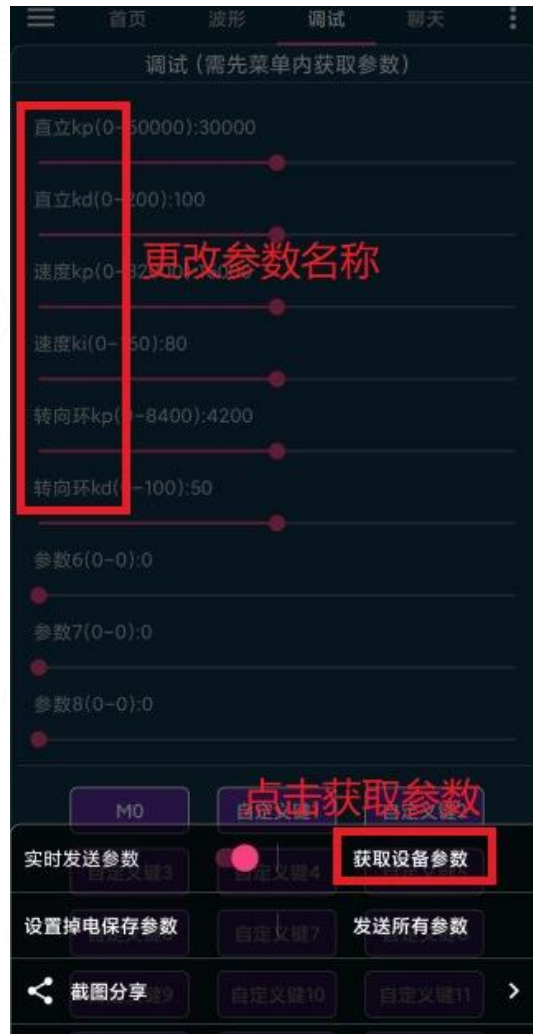 首页 波形 调试 聊天
调试 (需先菜单内获取参数)
直立kp(0-50000):30000
直立kd(0-200):100
更改参数名称
速度kp(0-
速度ki(0-160):80
转向环kp(0-8400):4200
转向环kd(0-100):50
参数6(0-0):0
参数7(0-0):0
参数8(0-0):0
点击获取参数
M0 自定义键1 自定义键2
实时发送参数 获取设备参数
自定义键3 自定义键4
设置掉电保存参数 发送所有参数
自定义键7
截图分享
自定义键10 自定义键11